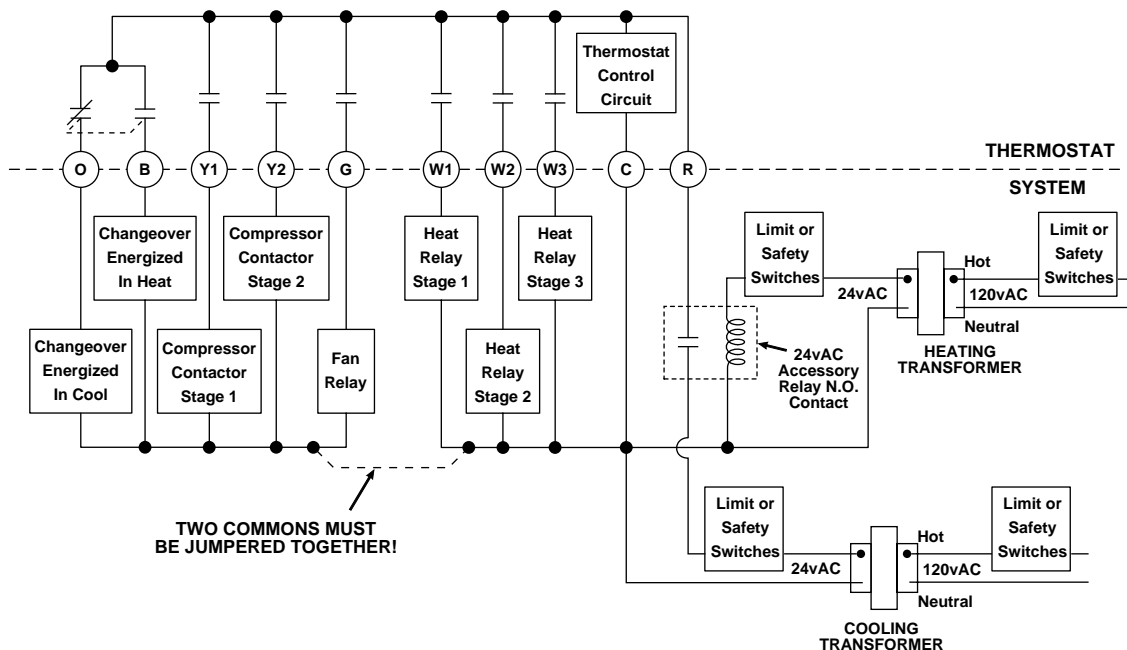 Thermostat
Control
Circuit
O
B
Y1
Y2
G
W1
W2
W3
C
R
THERMOSTAT
SYSTEM
Changeover
Energized
In Heat
Compressor
Contactor
Stage 2
Heat
Relay
Stage 1
Heat
Relay
Stage 3
Limit or
Safety
Switches
24vAC
Hot
120vAC
Neutral
Limit or
Safety
Switches
HEATING
TRANSFORMER
Changeover
Energized
In Cool
Compressor
Contactor
Stage 1
Fan
Relay
Heat
Relay
Stage 2
24vAC
Accessory
Relay N.O.
Contact
TWO COMMONS MUST
BE JUMPERED TOGETHER!
Limit or
Safety
Switches
24vAC
Hot
120vAC
Neutral
Limit or
Safety
Switches
COOLING
TRANSFORMER